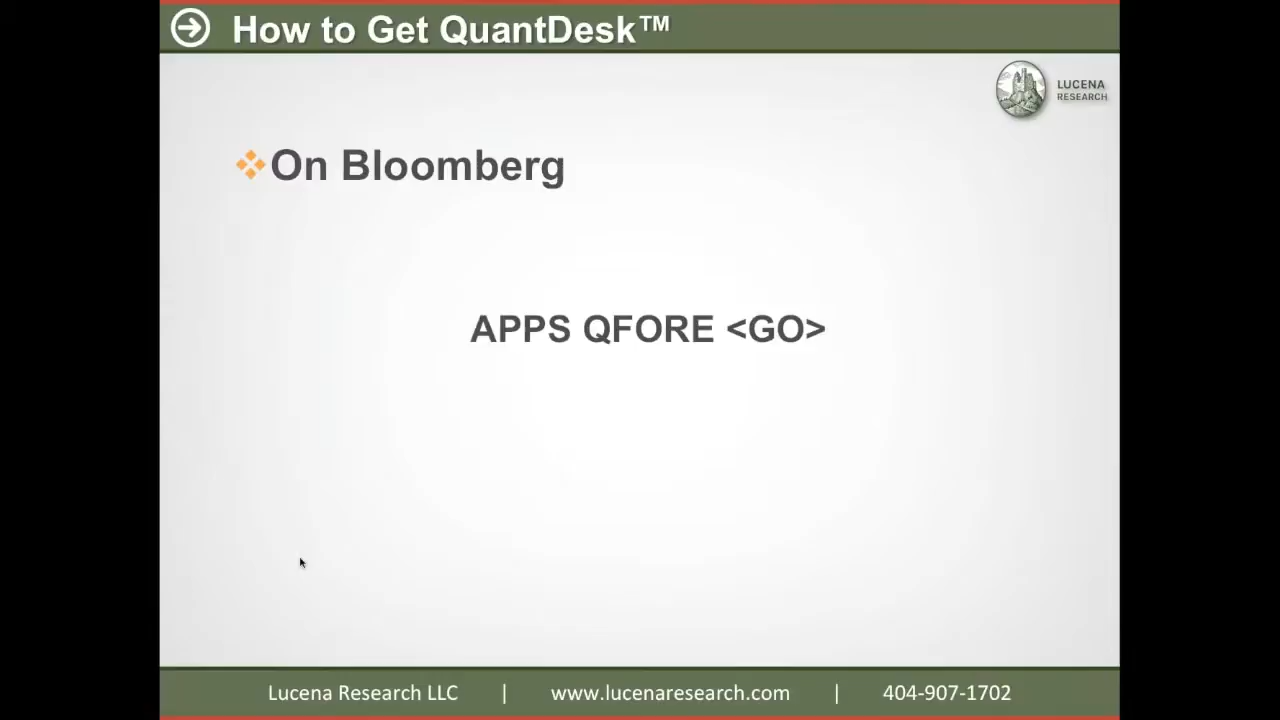 How to Get QuantDesk™
LUCENA
RESEARCH
On Bloomberg
APPS QFORE <GO>
Lucena Research LLC | www.lucenaresearch.com | 404-907-1702